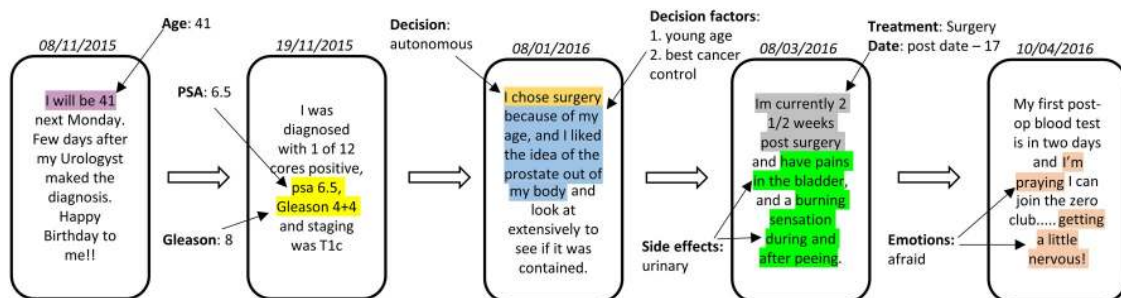 08/11/2015
Age: 41
I will be 41
next Monday.
Few days after
my Urologyst
made the
diagnosis.
Happy
Birthday to
me!!
19/11/2015
PSA: 6.5
Gleason: 8
I was
diagnosed
with 1 of 12
cores positive,
psa 6.5,
Gleason 4+4
and staging
was T1c
Decision:
autonomous
08/01/2016
Decision factors:
1. young age
2. best cancer
control
I chose surgery
because of my
age, and I liked
the idea of the
prostate out of
my body and
look at
extensively to
see if it was
contained.
Treatment: Surgery
Date: post date – 17
08/03/2016
Im currently 2
1/2 weeks
post surgery
and have pains
in the bladder,
and a burning
sensation
during and
after peeing.
Side effects:
urinary
10/04/2016
My first post-
op blood test
is in two days
and I'm
praying I can
join the zero
club..... getting
a little
nervous!
Emotions:
afraid